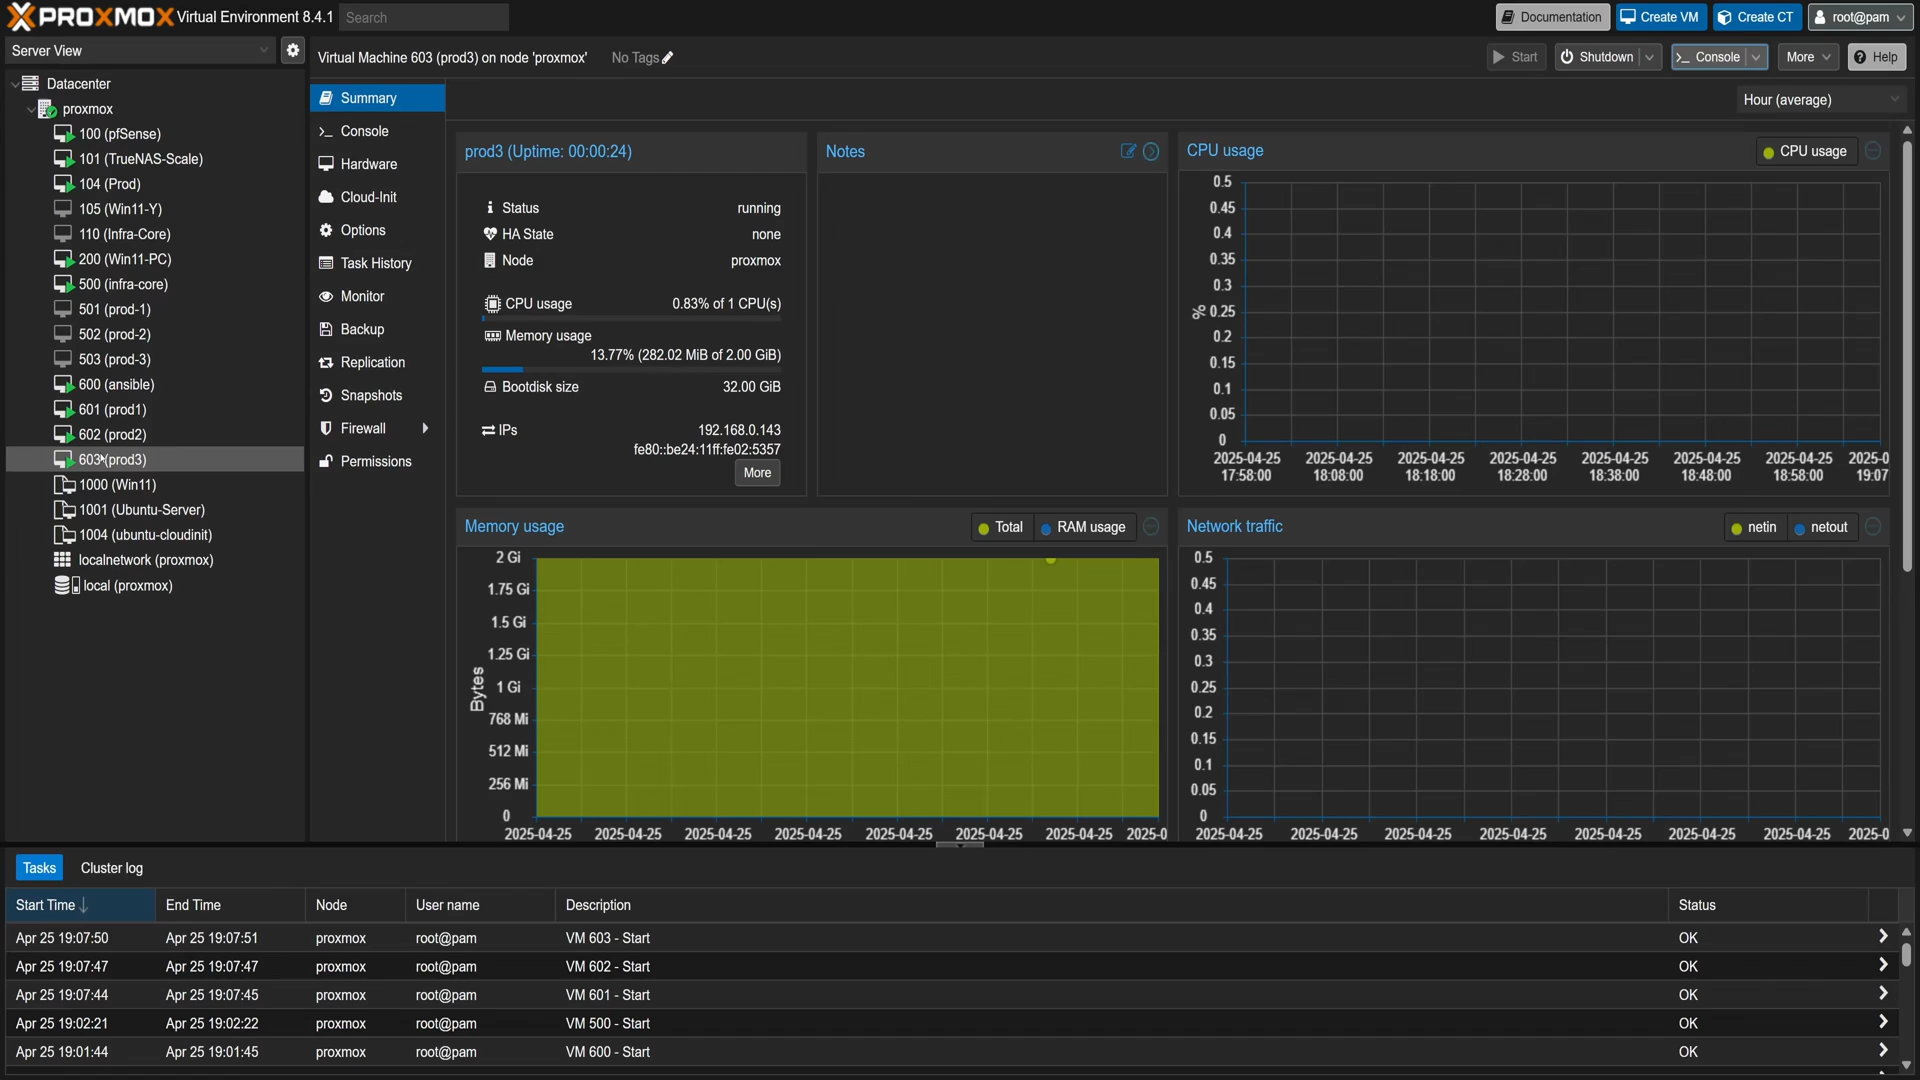 PROXMOX Virtual Environment 8.4.1 Search Documentation Create VM Create CT root@pam
Server View
Virtual Machine 603 (prod3) on node 'proxmox' No Tags Start Shutdown >_ Console More Help
Datacenter
proxmox
100 (pfSense)
101 (TrueNAS-Scale)
104 (Prod)
105 (Win11-Y)
110 (Infra-Core)
200 (Win11-PC)
500 (infra-core)
501 (prod-1)
502 (prod-2)
503 (prod-3)
600 (ansible)
601 (prod1)
602 (prod2)
603 (prod3)
1000 (Win11)
1001 (Ubuntu-Server)
1004 (ubuntu-cloudinit)
localnetwork (proxmox)
local (proxmox)
Summary
>_ Console
Hardware
Cloud-Init
Options
Task History
Monitor
Backup
Replication
Snapshots
Firewall
Permissions
Hour (average)
prod3 (Uptime: 00:00:24)
Status running
HA State none
Node proxmox
CPU usage 0.83% of 1 CPU(s)
Memory usage
13.77% (282.02 MiB of 2.00 GiB)
Bootdisk size 32.00 GiB
IPs 192.168.0.143
fe80::be24:11ff:fe02:5357
More
Notes
CPU usage CPU usage
0.5
0.45
0.4
0.35
0.3
% 0.25
0.2
0.15
0.1
0.05
0
2025-04-25 2025-04-25 2025-04-25 2025-04-25 2025-04-25 2025-04-25 2025-04-25 2025-0
17:58:00 18:08:00 18:18:00 18:28:00 18:38:00 18:48:00 18:58:00 19:07
Memory usage Total RAM usage
2 Gi
1.75 Gi
1.5 Gi
1.25 Gi
Bytes
1 Gi
768 Mi
512 Mi
256 Mi
0
2025-04-25 2025-04-25 2025-04-25 2025-04-25 2025-04-25 2025-04-25 2025-04-25 2025-0
Network traffic netin netout
0.5
0.45
0.4
0.35
0.3
0.25
0.2
0.15
0.1
0.05
0
2025-04-25 2025-04-25 2025-04-25 2025-04-25 2025-04-25 2025-04-25 2025-04-25 2025-0
Tasks Cluster log
Start Time End Time Node User name Description Status
Apr 25 19:07:50 Apr 25 19:07:51 proxmox root@pam VM 603 - Start OK
Apr 25 19:07:47 Apr 25 19:07:47 proxmox root@pam VM 602 - Start OK
Apr 25 19:07:44 Apr 25 19:07:45 proxmox root@pam VM 601 - Start OK
Apr 25 19:02:21 Apr 25 19:02:22 proxmox root@pam VM 500 - Start OK
Apr 25 19:01:44 Apr 25 19:01:45 proxmox root@pam VM 600 - Start OK